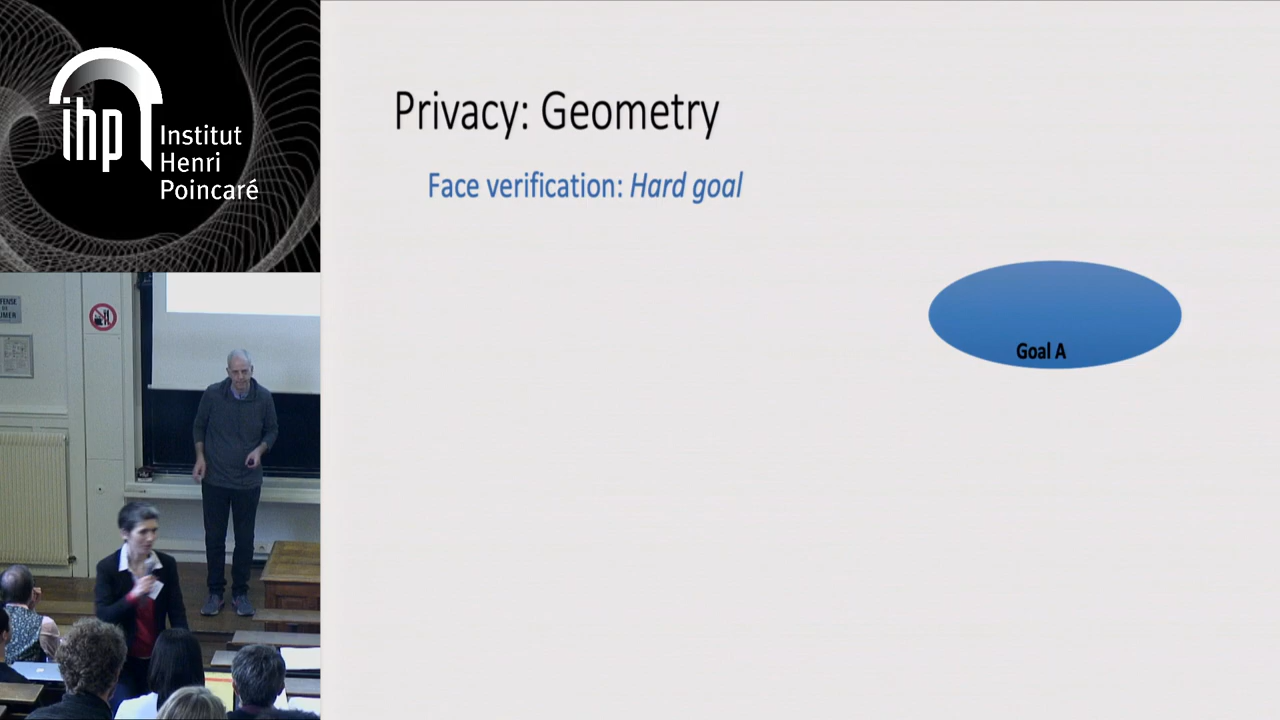 ihp
Institut
Henri
Poincaré
Privacy: Geometry
Face verification: Hard goal
Goal A